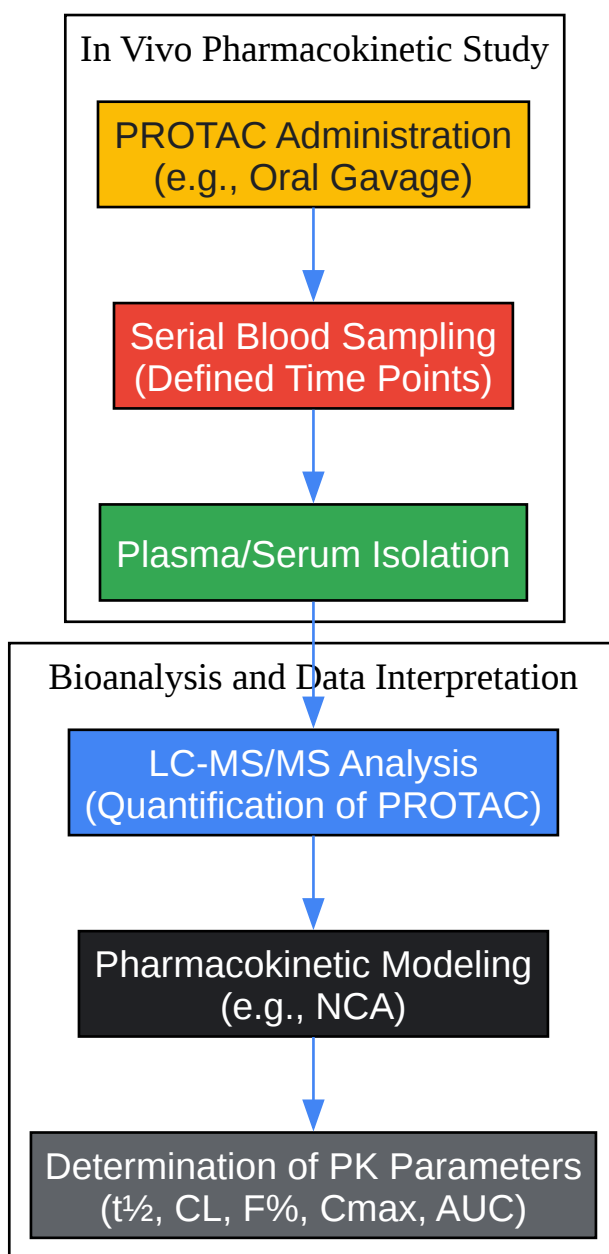 In Vivo Pharmacokinetic Study
PROTAC Administration
(e.g., Oral Gavage)
Serial Blood Sampling
(Defined Time Points)
Plasma/Serum Isolation
Bioanalysis and Data Interpretation
LC-MS/MS Analysis
(Quantification of PROTAC)
Pharmacokinetic Modeling
(e.g., NCA)
Determination of PK Parameters
(t½, CL, F%, Cmax, AUC)